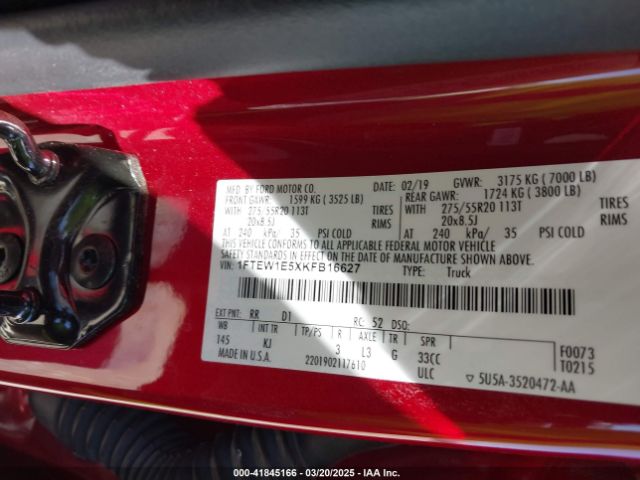 MFD. BY FORD MOTOR CO.
DATE: 02/19 GVWR: 3175 KG ( 7000 LB)
FRONT GAWR: 1599 KG ( 3525 LB) REAR GAWR: 1724 KG ( 3800 LB)
WITH 275/55R20 113T TIRES WITH 275/55R20 113T TIRES
20x8.5J RIMS 20x8.5J RIMS
AT 240 kPa/ 35 PSI COLD AT 240 kPa/ 35 PSI COLD
THIS VEHICLE CONFORMS TO ALL APPLICABLE FEDERAL MOTOR VEHICLE
SAFETY STANDARDS IN EFFECT ON THE DATE OF MANUFACTURE SHOWN ABOVE.
VIN: 1FTEW1E5XKFB16627 TYPE: Truck
EXT PNT: RR D1 RC: 52 DSO:
WB INT TR TP/PS R AXLE TR SPR
145 KJ 3 L3 G 33CC F0073
MADE IN U.S.A. 2201902117610 ULC T0215
5U5A-3520472-AA
000-41845166 — 03/20/2025 — IAA Inc.